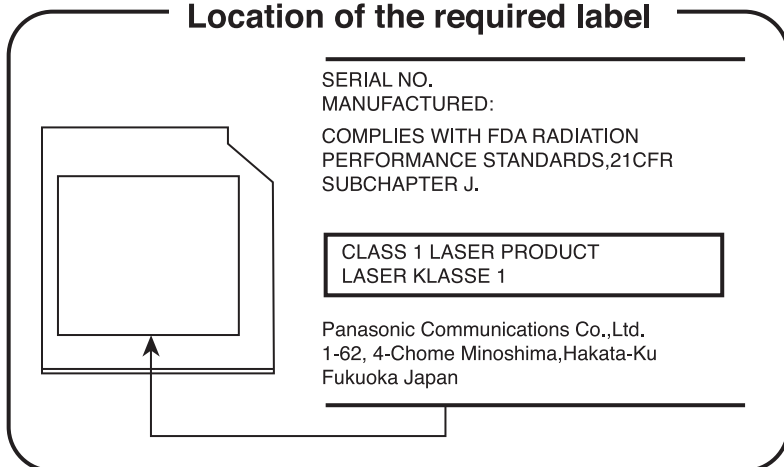 Location of the required label
SERIAL NO.
MANUFACTURED:
COMPLIES WITH FDA RADIATION
PERFORMANCE STANDARDS,21CFR
SUBCHAPTER J.
CLASS 1 LASER PRODUCT
LASER KLASSE 1
Panasonic Communications Co.,Ltd.
1-62, 4-Chome Minoshima,Hakata-Ku
Fukuoka Japan